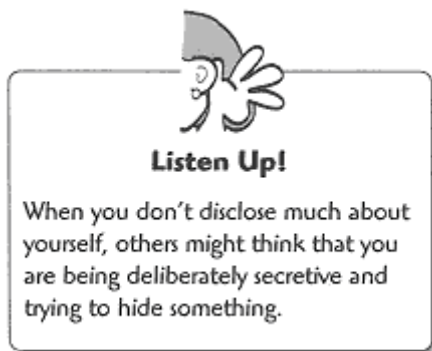 Listen Up!
When you don't disclose much about
yourself, others might think that you
are being deliberately secretive and
trying to hide something.